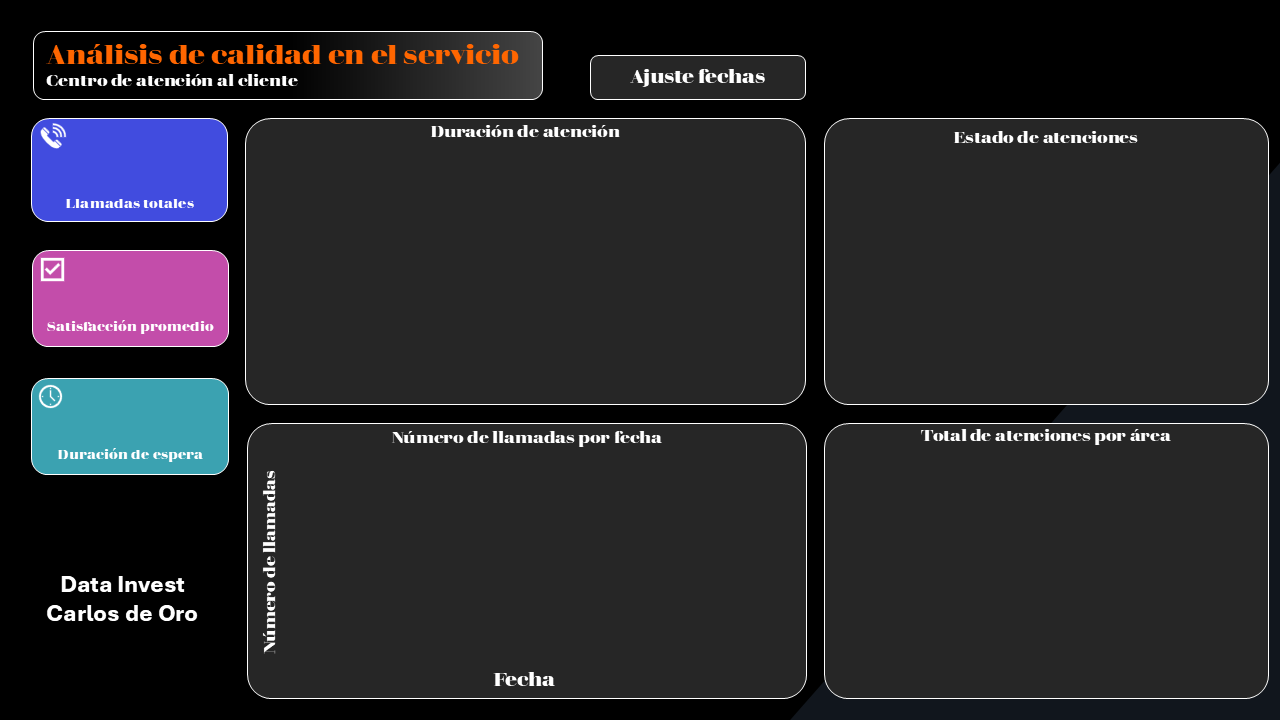 Análisis de calidad en el servicio
Centro de atención al cliente
Ajuste fechas
Llamadas totales
Satisfacción promedio
Duración de espera
Data Invest
Carlos de Oro
Duración de atención
Estado de atenciones
Número de llamadas por fecha
Número de llamadas
Fecha
Total de atenciones por área